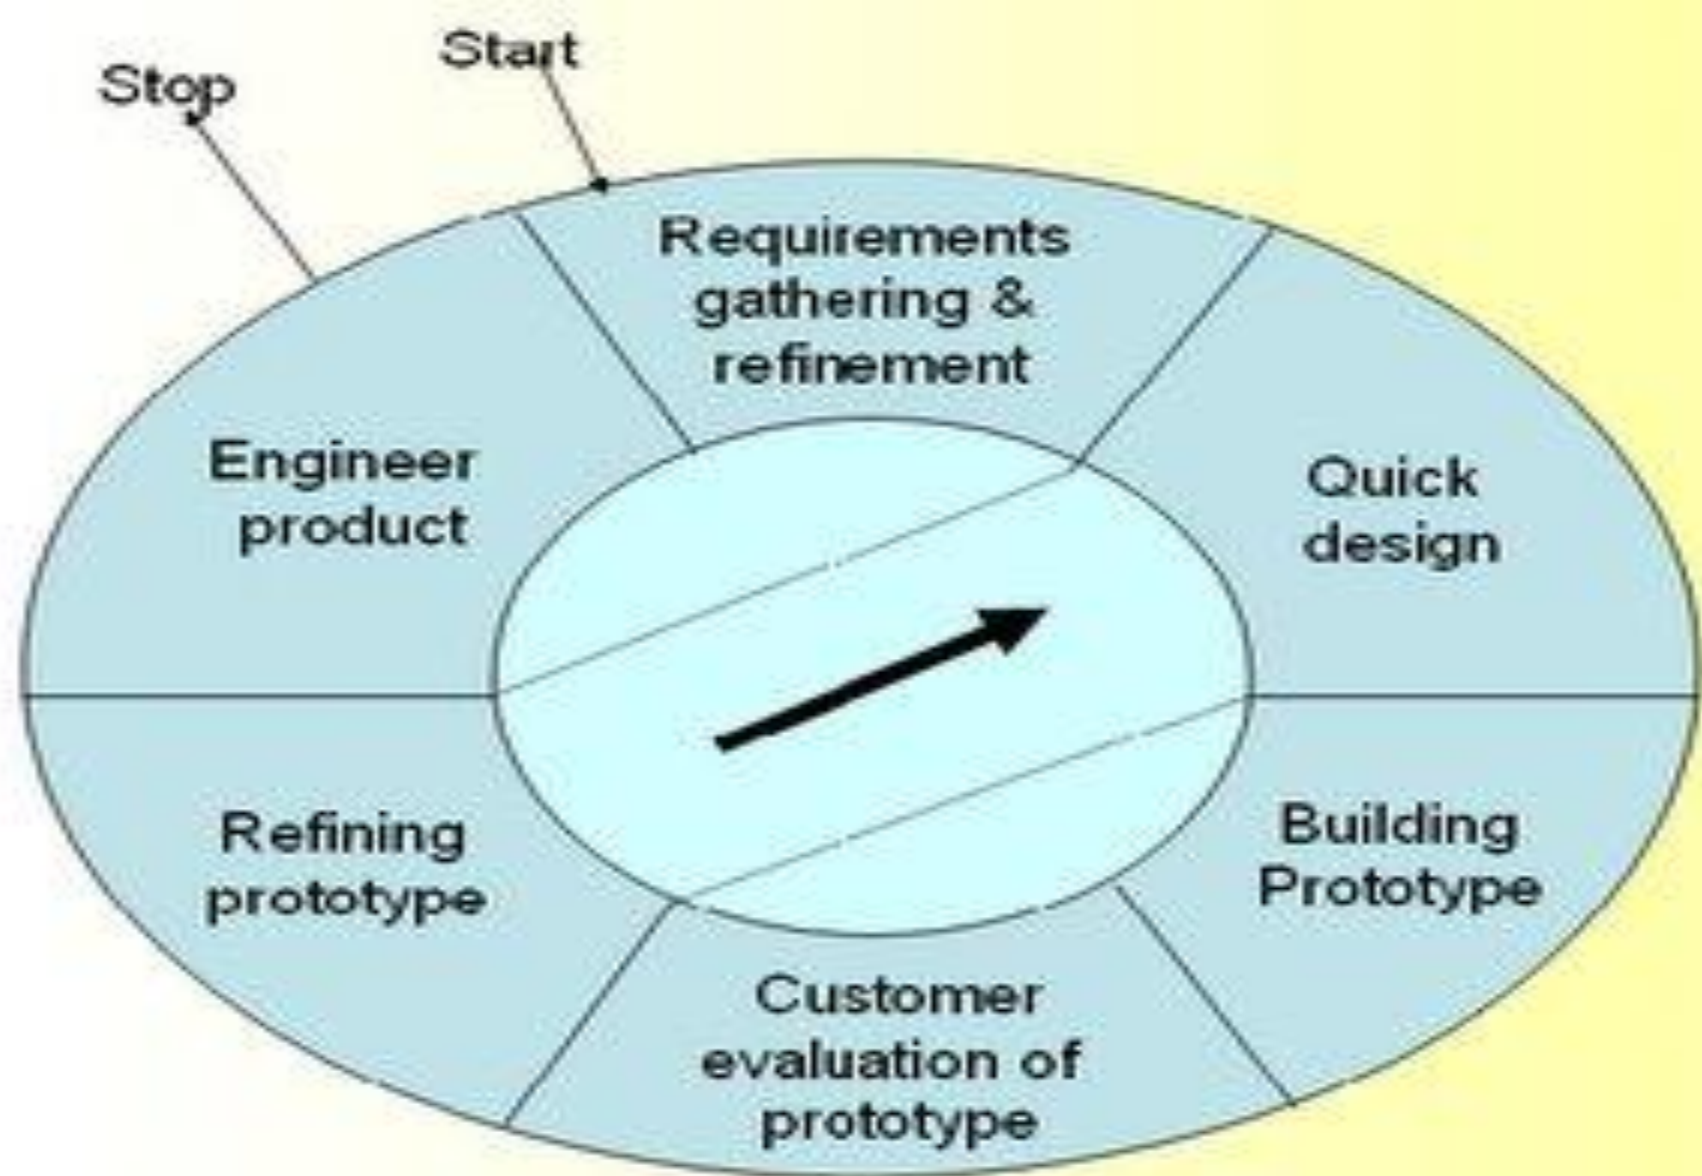 Stop
Start
Requirements
gathering &
refinement
Quick
design
Building
Prototype
Customer
evaluation of
prototype
Refining
prototype
Engineer
product